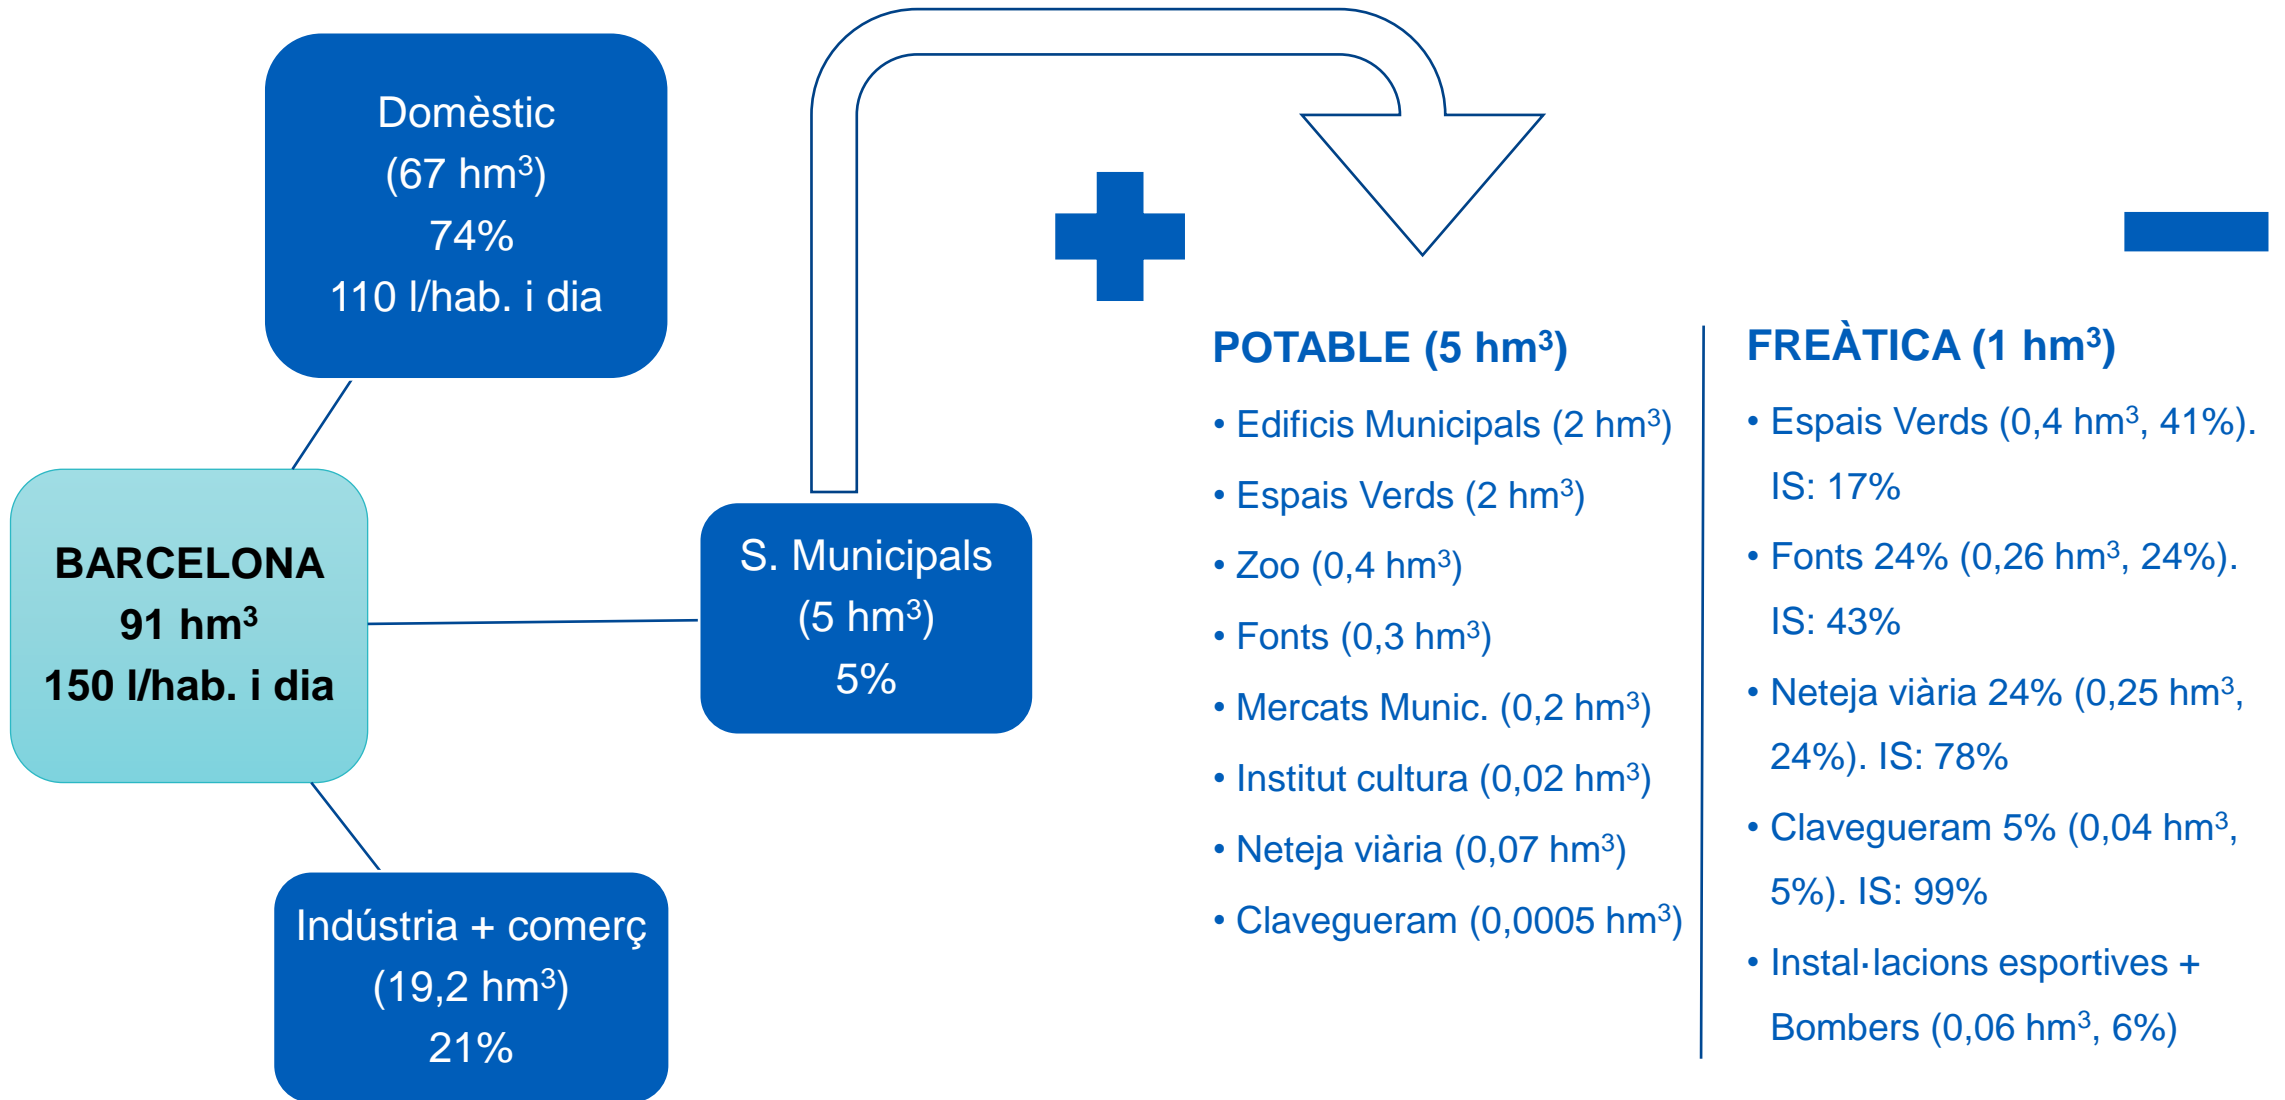 Domèstic
(67 hm³)
74%
110 l/hab. i dia
BARCELONA
91 hm³
150 l/hab. i dia
S. Municipals
(5 hm³)
5%
Indústria + comerç
(19,2 hm³)
21%
POTABLE (5 hm³)
• Edificis Municipals (2 hm³)
• Espais Verds (2 hm³)
• Zoo (0,4 hm³)
• Fonts (0,3 hm³)
• Mercats Munic. (0,2 hm³)
• Institut cultura (0,02 hm³)
• Neteja viària (0,07 hm³)
• Clavegueram (0,0005 hm³)
FREÀTICA (1 hm³)
• Espais Verds (0,4 hm³, 41%).
IS: 17%
• Fonts 24% (0,26 hm³, 24%).
IS: 43%
• Neteja viària 24% (0,25 hm³,
24%). IS: 78%
• Clavegueram 5% (0,04 hm³,
5%). IS: 99%
• Instal·lacions esportives +
Bombers (0,06 hm³, 6%)